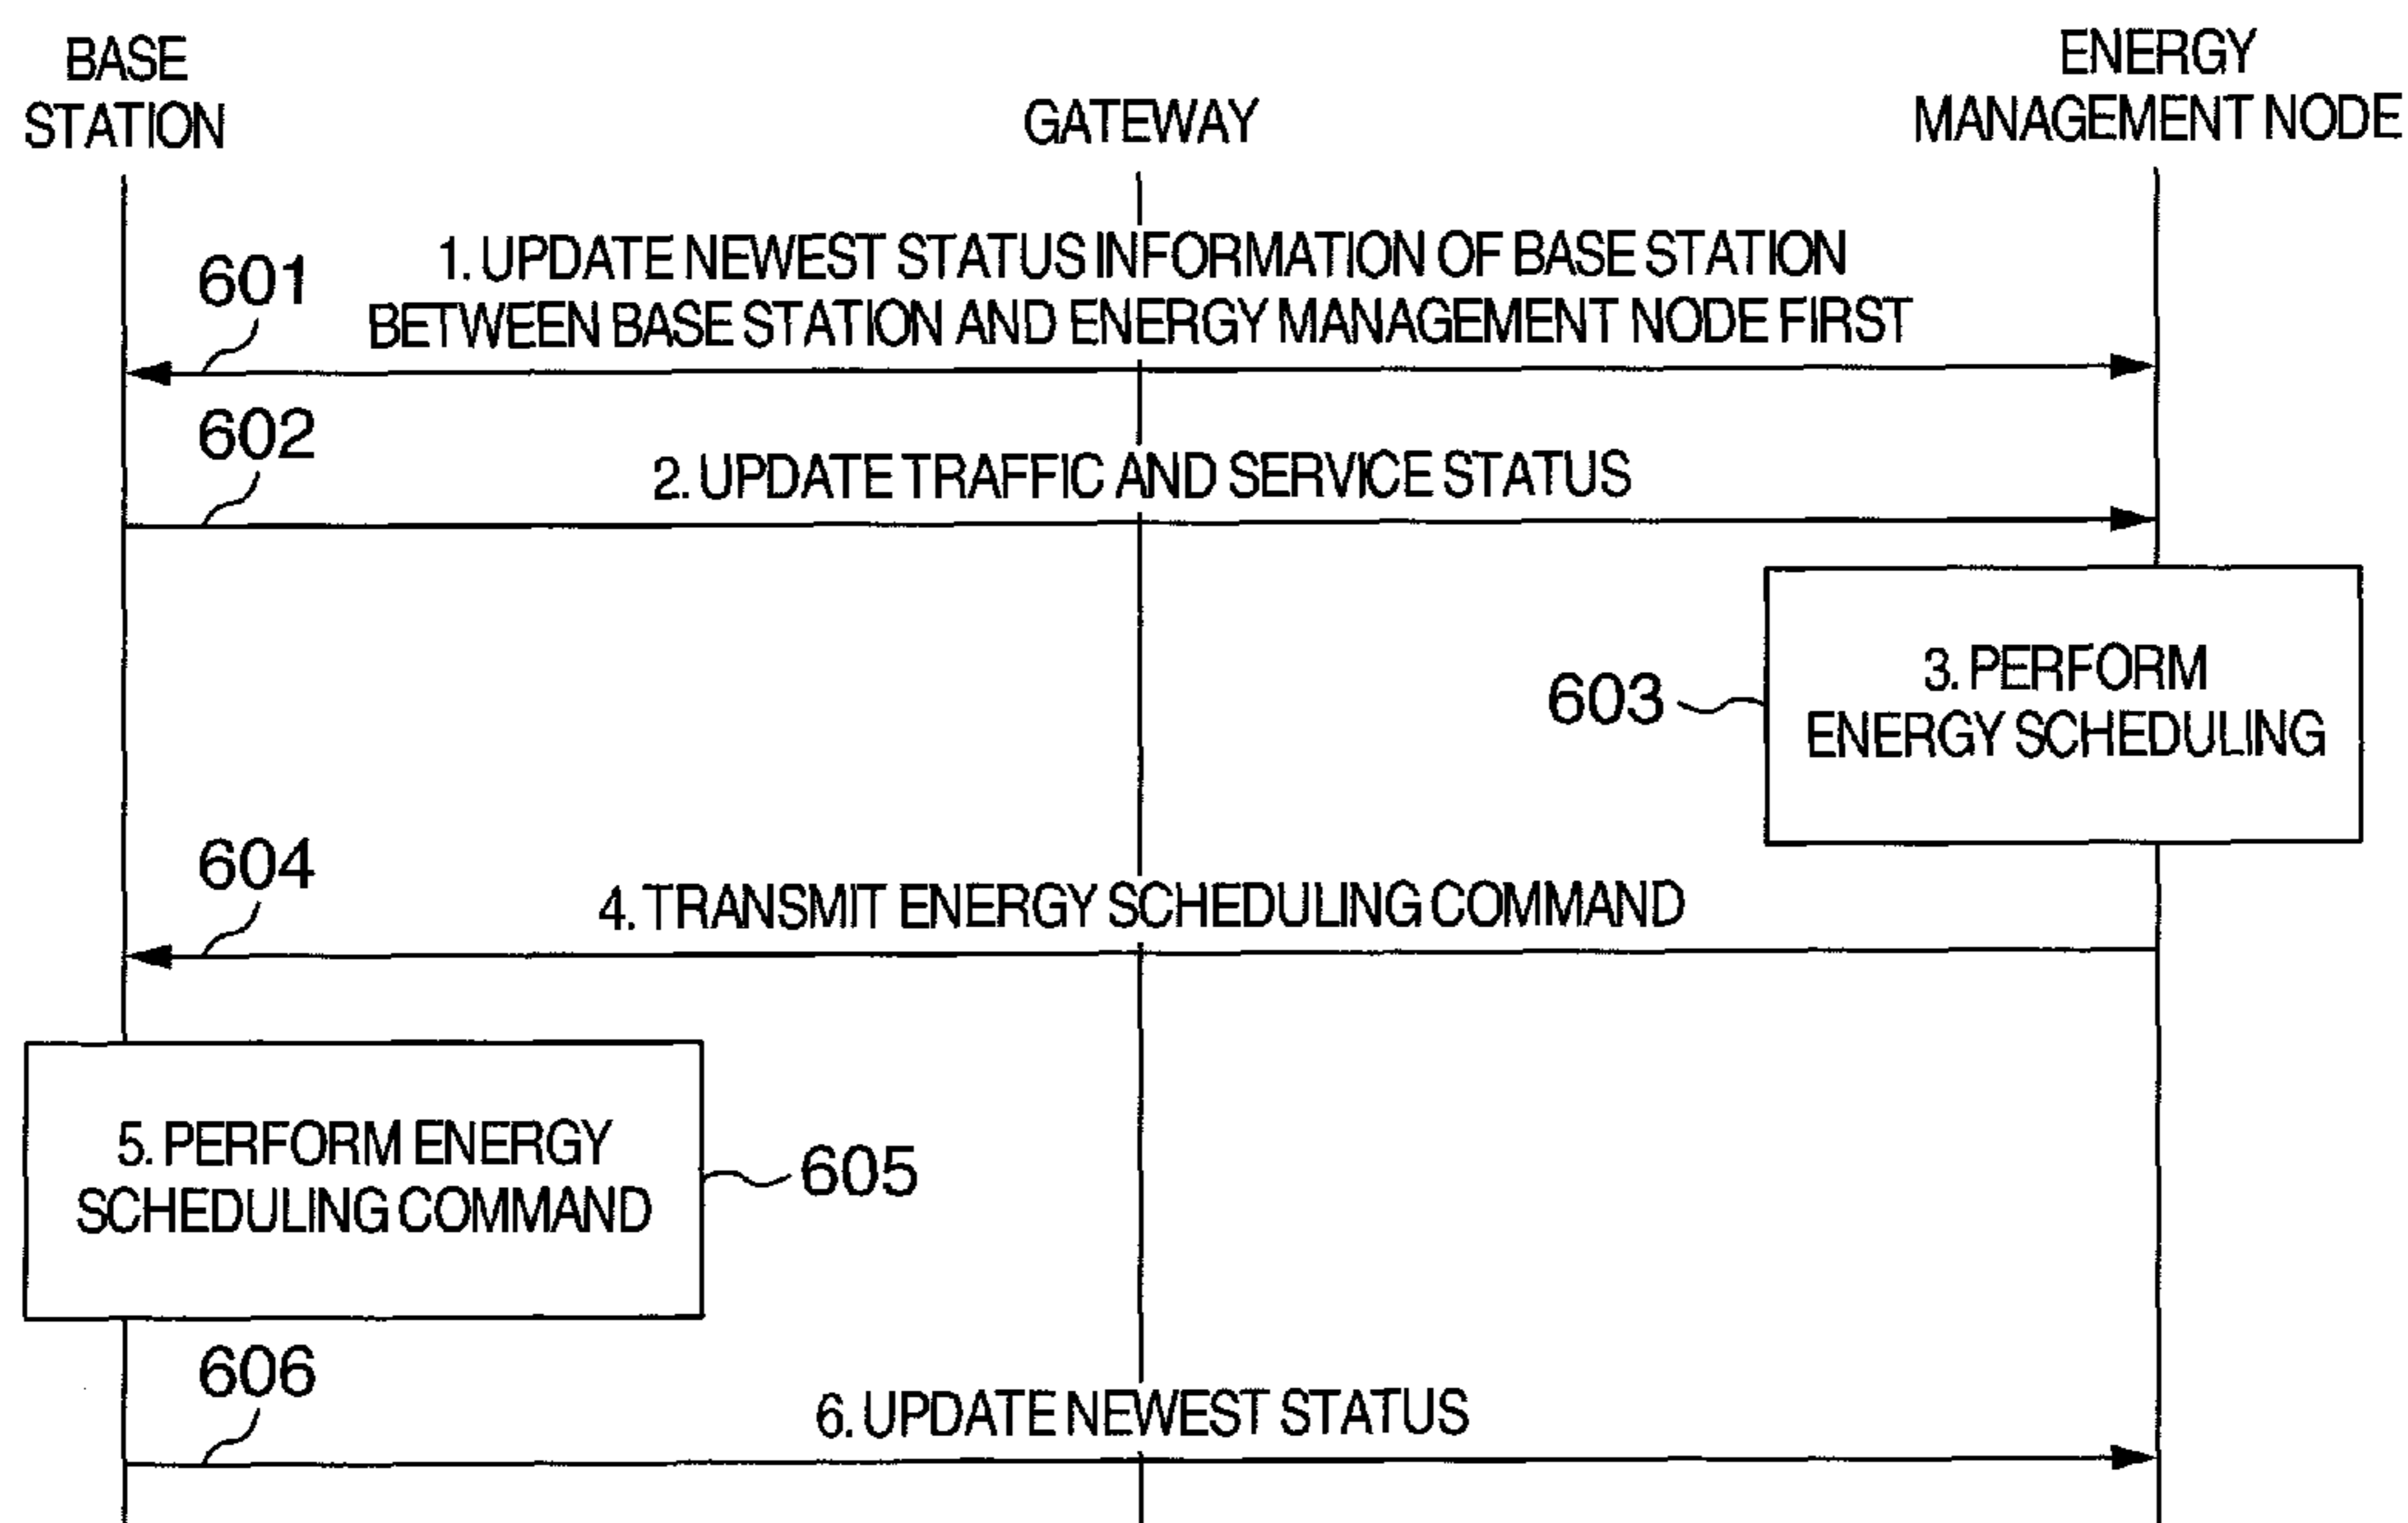 BASE
STATION
GATEWAY
ENERGY
MANAGEMENT NODE
601
1. UPDATE NEWEST STATUS INFORMATION OF BASE STATION
BETWEEN BASE STATION AND ENERGY MANAGEMENT NODE FIRST
602
2. UPDATE TRAFFIC AND SERVICE STATUS
603
3. PERFORM
ENERGY SCHEDULING
604
4. TRANSMIT ENERGY SCHEDULING COMMAND
5. PERFORM ENERGY
SCHEDULING COMMAND
605
606
6. UPDATE NEWEST STATUS